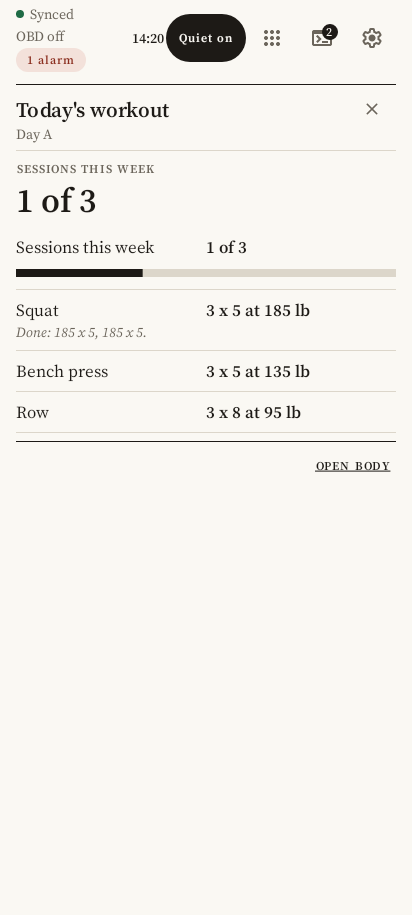 Synced
OBD off
1 alarm
14:20
Quiet on
2
Today's workout
Day A
SESSIONS THIS WEEK
1 of 3
Sessions this week 1 of 3
Squat 3 x 5 at 185 lb
Done: 185 x 5, 185 x 5.
Bench press 3 x 5 at 135 lb
Row 3 x 8 at 95 lb
OPEN BODY